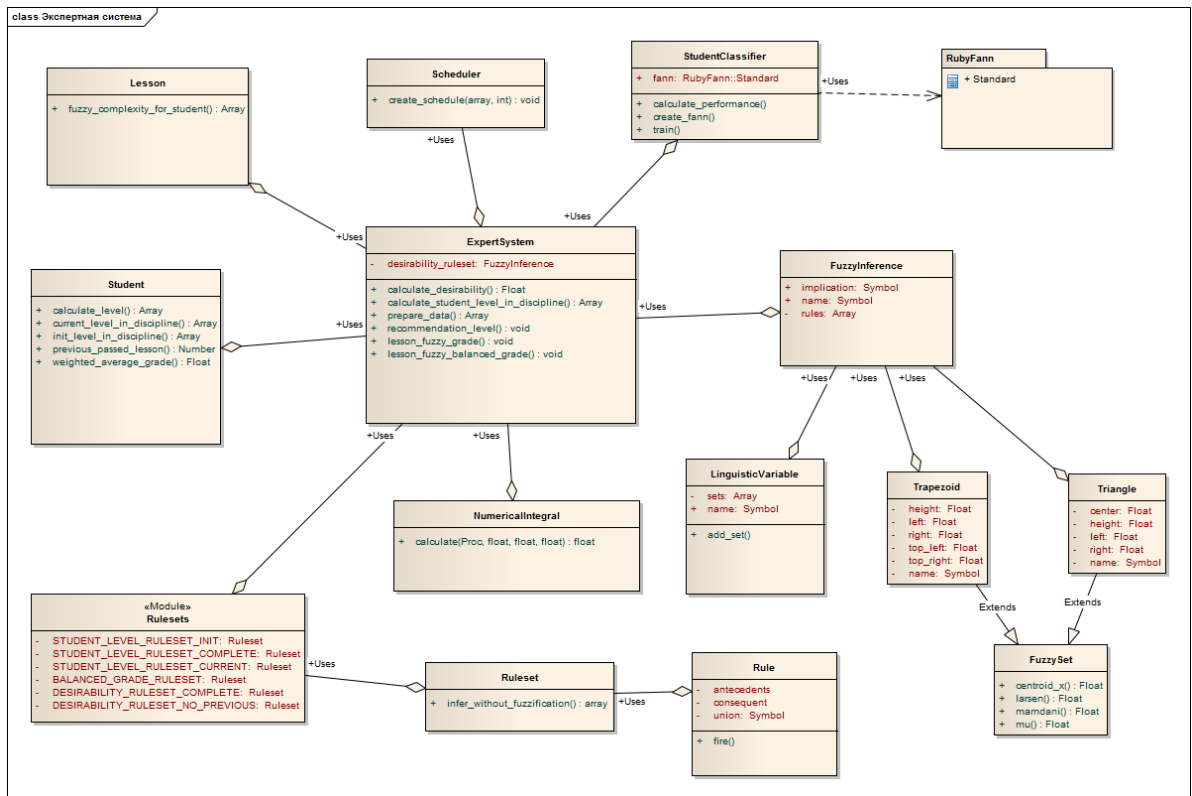 class Экспертная система
Lesson
+ fuzzy_complexity_for_student() : Array
Scheduler
+ create_schedule(array, int) : void
StudentClassifier
+ fann: RubyFann::Standard
+ calculate_performance()
+ create_fann()
+ train()
+Uses
RubyFann
+ Standard
+Uses
+Uses
+Uses
ExpertSystem
- desirability_ruleset: FuzzyInference
+ calculate_desirability() : Float
+ calculate_student_level_in_discipline() : Array
+ prepare_data() : Array
+ recommendation_level() : void
+ lesson_fuzzy_grade() : void
+ lesson_fuzzy_balanced_grade() : void
Student
+ calculate_level() : Array
+ current_level_in_discipline() : Array
+ init_level_in_discipline() : Array
+ previous_passed_lesson() : Number
+ weighted_average_grade() : Float
+Uses
+Uses
FuzzyInference
+ implication: Symbol
+ name: Symbol
- rules: Array
+Uses
+Uses
+Uses
+Uses
+Uses
NumericalIntegral
+ calculate(Proc, float, float, float) : float
LinguisticVariable
- sets: Array
+ name: Symbol
+ add_set()
Trapezoid
- height: Float
- left: Float
- right: Float
- top_left: Float
- top_right: Float
- name: Symbol
Triangle
- center: Float
- height: Float
- left: Float
- right: Float
- name: Symbol
Extends
Extends
«Module»
Rulesets
- STUDENT_LEVEL_RULESET_INIT: Ruleset
- STUDENT_LEVEL_RULESET_COMPLETE: Ruleset
- STUDENT_LEVEL_RULESET_CURRENT: Ruleset
- BALANCED_GRADE_RULESET: Ruleset
- DESIRABILITY_RULESET_COMPLETE: Ruleset
- DESIRABILITY_RULESET_NO_PREVIOUS: Ruleset
+Uses
Ruleset
+ infer_without_fuzzification() : array
+Uses
Rule
- antecedents
- consequent
- union: Symbol
+ fire()
FuzzySet
+ centroid_x() : Float
+ larsen() : Float
+ mamdani() : Float
+ mu() : Float